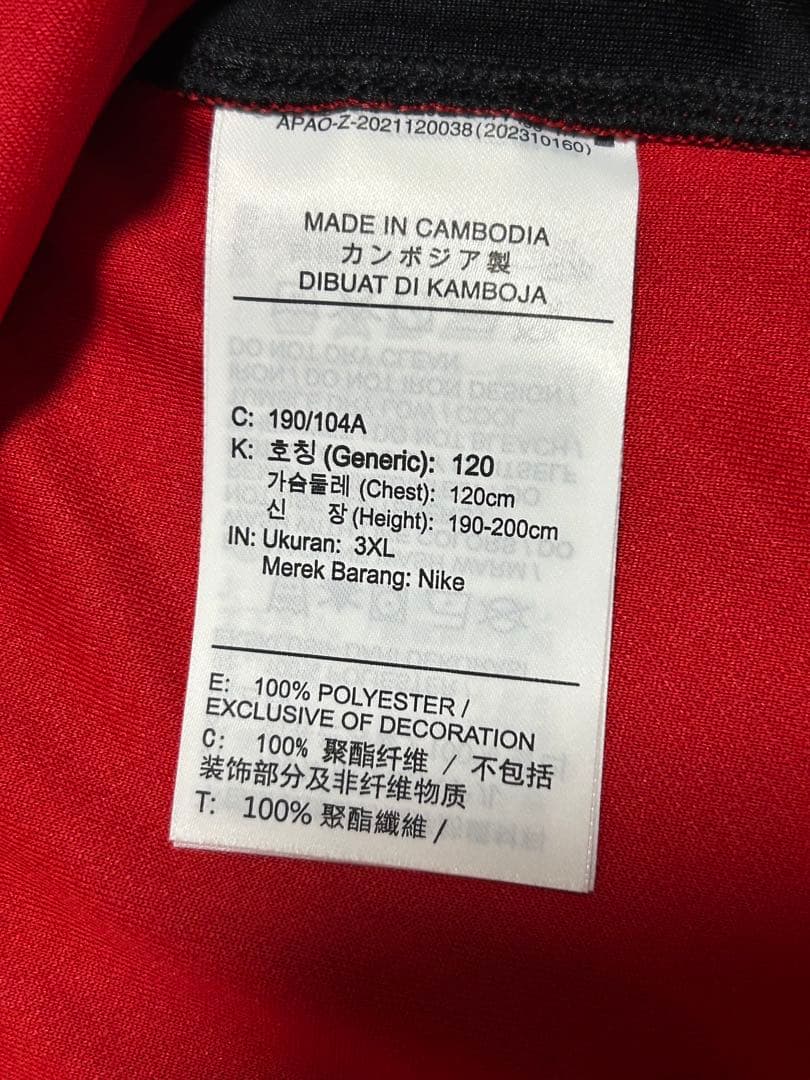 APAO-Z-2021120038(202310160)
MADE IN CAMBODIA
カンボジア製
DIBUAT DI KAMBOJA
C: 190/104A
K: 호칭 (Generic): 120
가슴둘레 (Chest): 120cm
신 장 (Height): 190-200cm
IN: Ukuran: 3XL
Merek Barang: Nike
E: 100% POLYESTER /
EXCLUSIVE OF DECORATION
C: 100% 聚酯纤维 / 不包括
装饰部分及非纤维物质
T: 100% 聚酯纖維 /